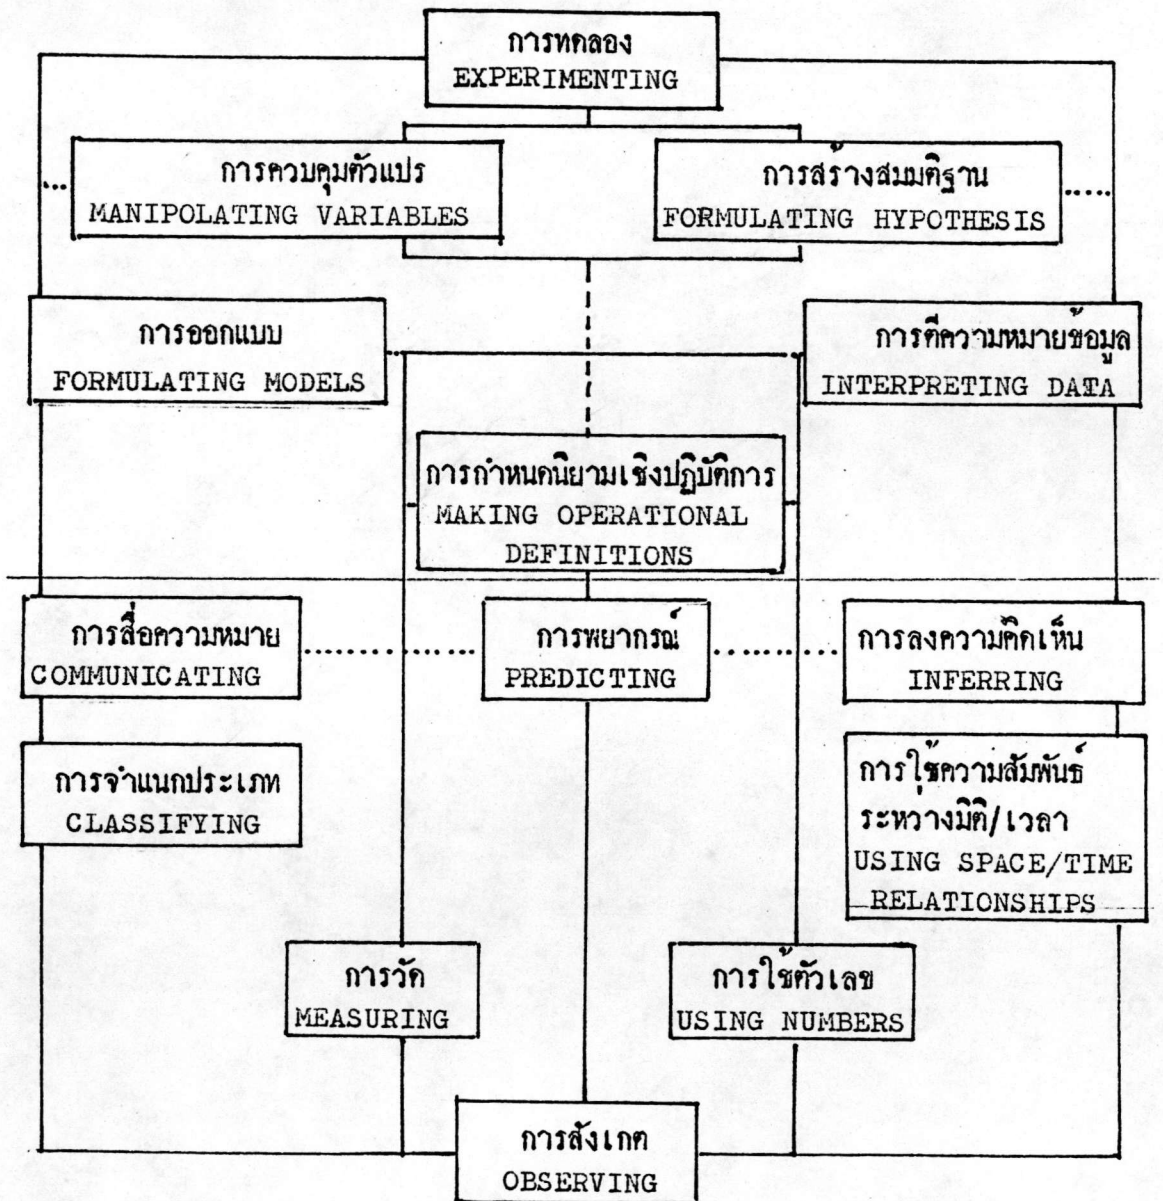 การทดลอง
EXPERIMENTING
การควบคุมตัวแปร
MANIPOLATING VARIABLES
การสร้างสมมติฐาน
FORMULATING HYPOTHESIS
การออกแบบ
FORMULATING MODELS
การตีความหมายข้อมูล
INTERPRETING DATA
การกำหนดนิยามเชิงปฏิบัติการ
MAKING OPERATIONAL
DEFINITIONS
การสื่อความหมาย
COMMUNICATING
การพยากรณ์
PREDICTING
การลงความคิดเห็น
INFERRING
การจำแนกประเภท
CLASSIFYING
การใช้ความสัมพันธ์
ระหว่างมิติ/เวลา
USING SPACE/TIME
RELATIONSHIPS
การวัด
MEASURING
การใช้ตัวเลข
USING NUMBERS
การสังเกต
OBSERVING